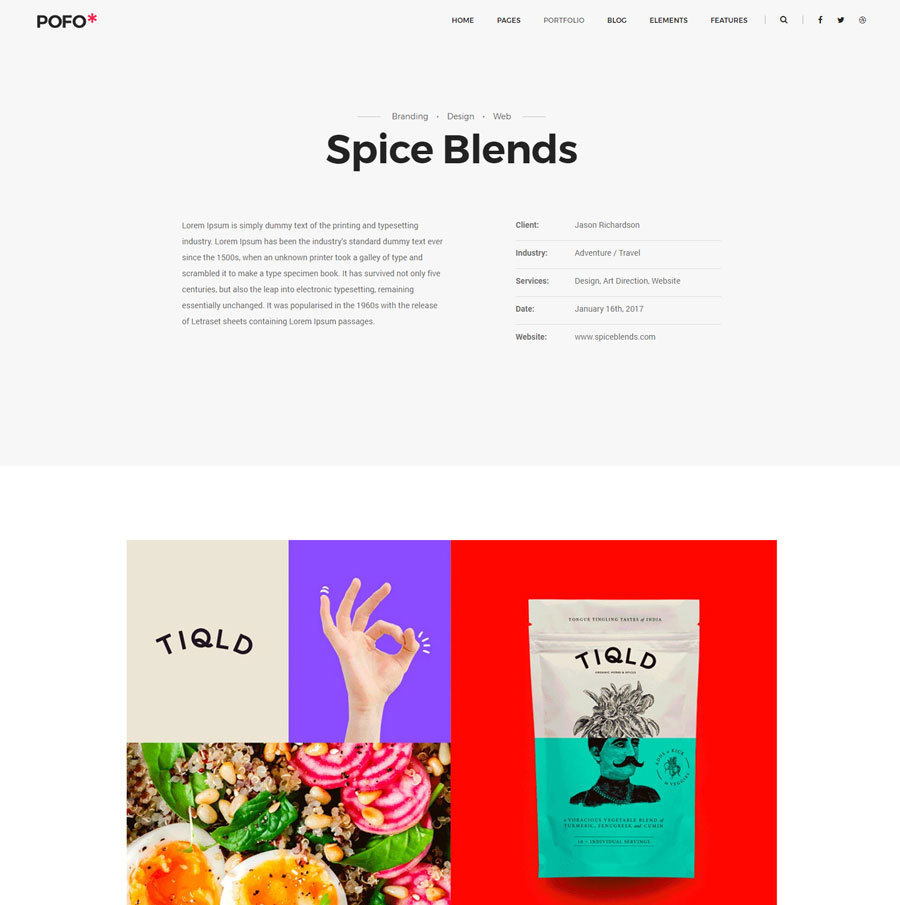 POFO*
HOME PAGES PORTFOLIO BLOG ELEMENTS FEATURES
Branding • Design • Web
Spice Blends
Lorem Ipsum is simply dummy text of the printing and typesetting
industry. Lorem Ipsum has been the industry's standard dummy text ever
since the 1500s, when an unknown printer took a galley of type and
scrambled it to make a type specimen book. It has survived not only five
centuries, but also the leap into electronic typesetting, remaining
essentially unchanged. It was popularised in the 1960s with the release
of Letraset sheets containing Lorem Ipsum passages.
Client: Jason Richardson
Industry: Adventure / Travel
Services: Design, Art Direction, Website
Date: January 16th, 2017
Website: www.spiceblends.com
TIQLD
TONGUE TINGLING TASTES of INDIA
TIQLD
ORGANIC HERBS & SPICES
ADD & KICK
A VORACIOUS VEGETABLE BLEND of
TURMERIC, FENUGREEK and CUMIN
INDIVIDUAL SERVINGS